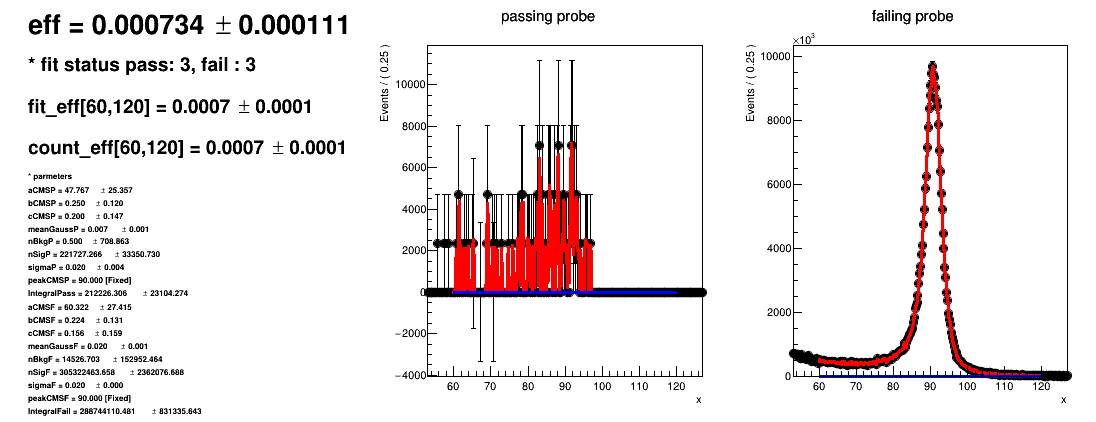 eff = 0.000734 ± 0.000111
* fit status pass: 3, fail : 3
fit_eff[60,120] = 0.0007 ± 0.0001
count_eff[60,120] = 0.0007 ± 0.0001
* parmeters
aCMSP = 47.767 ± 25.357
bCMSP = 0.250 ± 0.120
cCMSP = 0.200 ± 0.147
meanGaussP = 0.007 ± 0.001
nBkgP = 0.500 ± 708.863
nSigP = 221727.266 ± 33350.730
sigmaP = 0.020 ± 0.004
peakCMSP = 90.000 [Fixed]
IntegralPass = 212226.306 ± 23104.274
aCMSF = 60.322 ± 27.415
bCMSF = 0.224 ± 0.131
cCMSF = 0.156 ± 0.159
meanGaussF = 0.020 ± 0.001
nBkgF = 14526.703 ± 152952.464
nSigF = 305322463.658 ± 2362076.688
sigmaF = 0.020 ± 0.000
peakCMSF = 90.000 [Fixed]
IntegralFail = 288744110.481 ± 831335.643
passing probe
Events / ( 0.25 )
10000
8000
6000
4000
2000
0
−2000
−4000
60 70 80 90 100 110 120
x
failing probe
×10³
Events / ( 0.25 )
10000
8000
6000
4000
2000
0
60 70 80 90 100 110 120
x